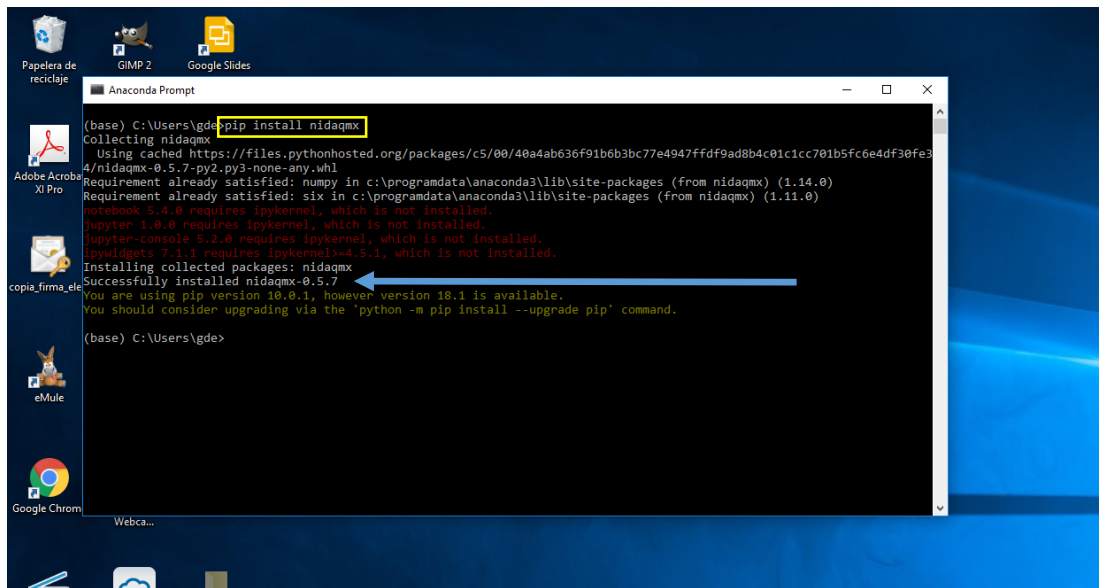 Papelera de
reciclaje
GIMP 2
Google Slides
Adobe Acroba
XI Pro
copia_firma_ele
eMule
Google Chrom
Webca...
Anaconda Prompt
(base) C:\Users\gde>pip install nidaqmx
Collecting nidaqmx
  Using cached https://files.pythonhosted.org/packages/c5/00/40a4ab636f91b6b3bc77e4947ffdf9ad8b4c01c1cc701b5fc6e4df30fe3
4/nidaqmx-0.5.7-py2.py3-none-any.whl
Requirement already satisfied: numpy in c:\programdata\anaconda3\lib\site-packages (from nidaqmx) (1.14.0)
Requirement already satisfied: six in c:\programdata\anaconda3\lib\site-packages (from nidaqmx) (1.11.0)
notebook 5.4.0 requires ipykernel, which is not installed.
jupyter 1.0.0 requires ipykernel, which is not installed.
jupyter-console 5.2.0 requires ipykernel, which is not installed.
ipywidgets 7.1.1 requires ipykernel>=4.5.1, which is not installed.
Installing collected packages: nidaqmx
Successfully installed nidaqmx-0.5.7
You are using pip version 10.0.1, however version 18.1 is available.
You should consider upgrading via the 'python -m pip install --upgrade pip' command.
(base) C:\Users\gde>